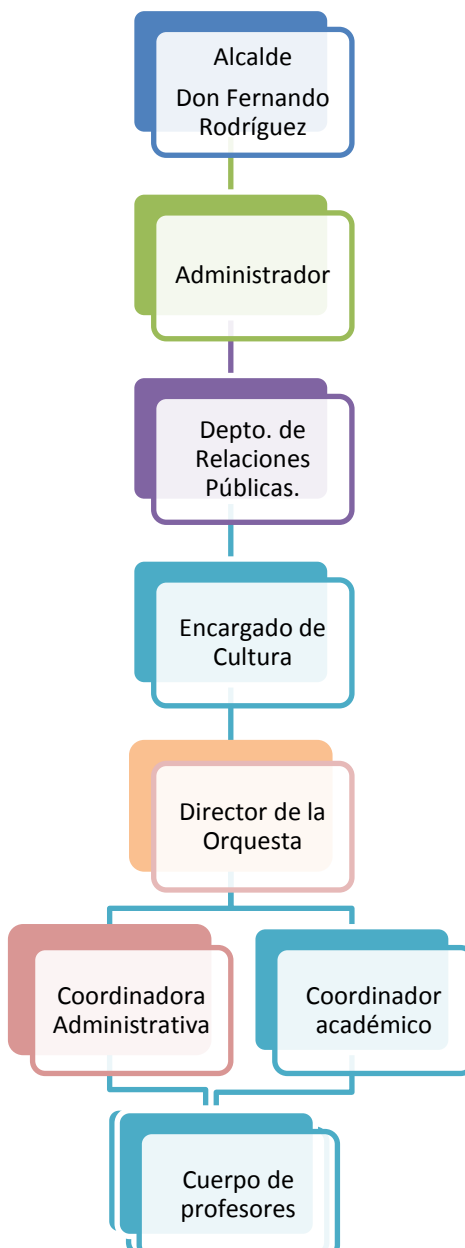 Alcalde
Don Fernando
Rodríguez
Administrador
Depto. de
Relaciones
Públicas.
Encargado de
Cultura
Director de la
Orquesta
Coordinadora
Administrativa
Coordinador
académico
Cuerpo de
profesores